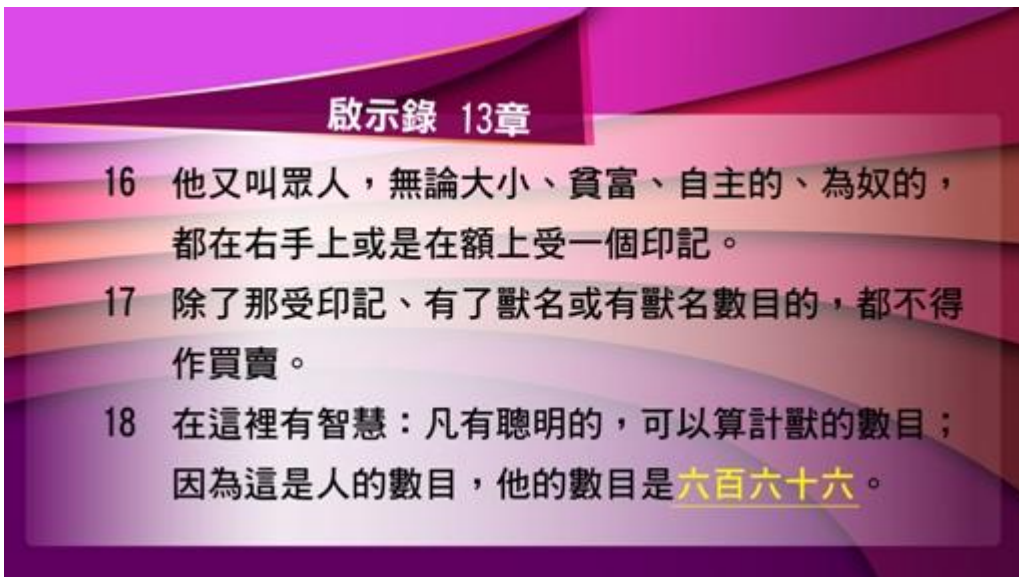 啟示錄 13章
16 他又叫眾人，無論大小、貧富、自主的、為奴的，
都在右手上或是在額上受一個印記。
17 除了那受印記、有了獸名或有獸名數目的，都不得
作買賣。
18 在這裡有智慧：凡有聰明的，可以算計獸的數目；
因為這是人的數目，他的數目是六百六十六。